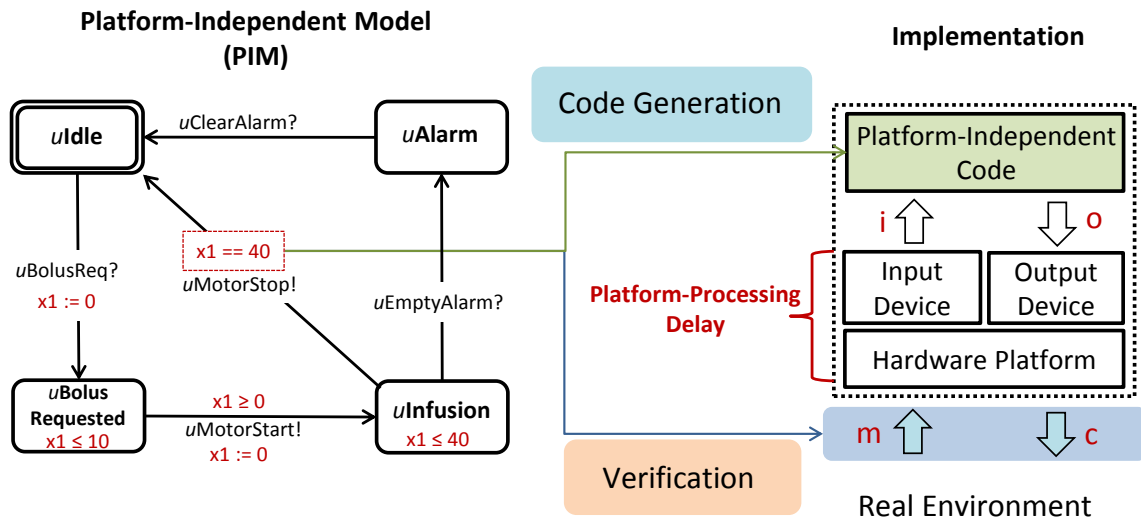 Platform-Independent Model
(PIM)
Implementation
Code Generation
uIdle
uClearAlarm?
uAlarm
Platform-Independent
Code
i
o
x1 == 40
uMotorStop!
uBolusReq?
x1 := 0
uEmptyAlarm?
Platform-Processing
Delay
Input
Device
Output
Device
Hardware Platform
uBolus
Requested
x1 ≤ 10
x1 ≥ 0
uMotorStart!
x1 := 0
uInfusion
x1 ≤ 40
m
c
Verification
Real Environment